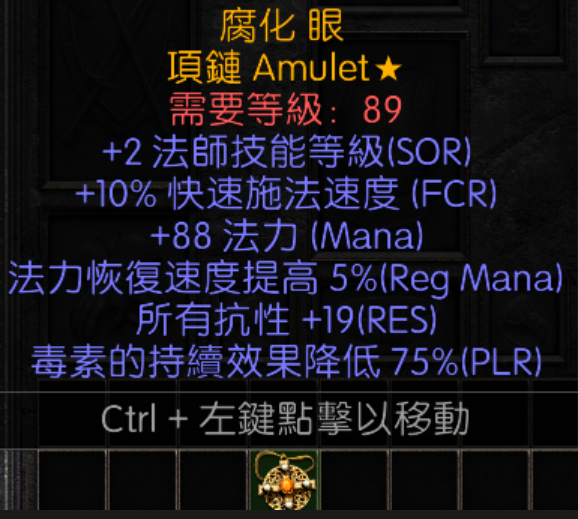 腐化 眼
項鏈 Amulet★
需要等級：89
+2 法師技能等級(SOR)
+10% 快速施法速度 (FCR)
+88 法力 (Mana)
法力恢復速度提高 5%(Reg Mana)
所有抗性 +19(RES)
毒素的持續效果降低 75%(PLR)
Ctrl + 左鍵點擊以移動